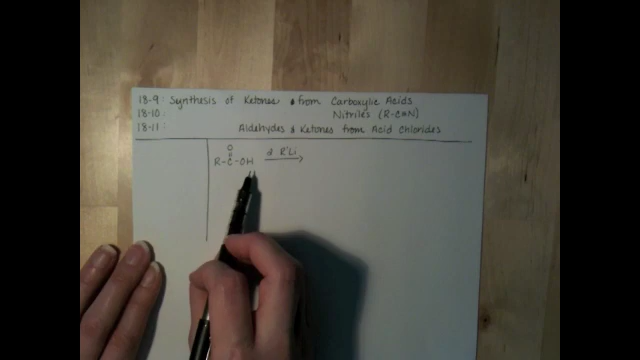 18-9: Synthesis of Ketones from Carboxylic Acids
18-10: Nitriles (R-C≡N)
18-11: Aldehydes & Ketones from Acid Chlorides
O
R-C-OH 2 R'Li